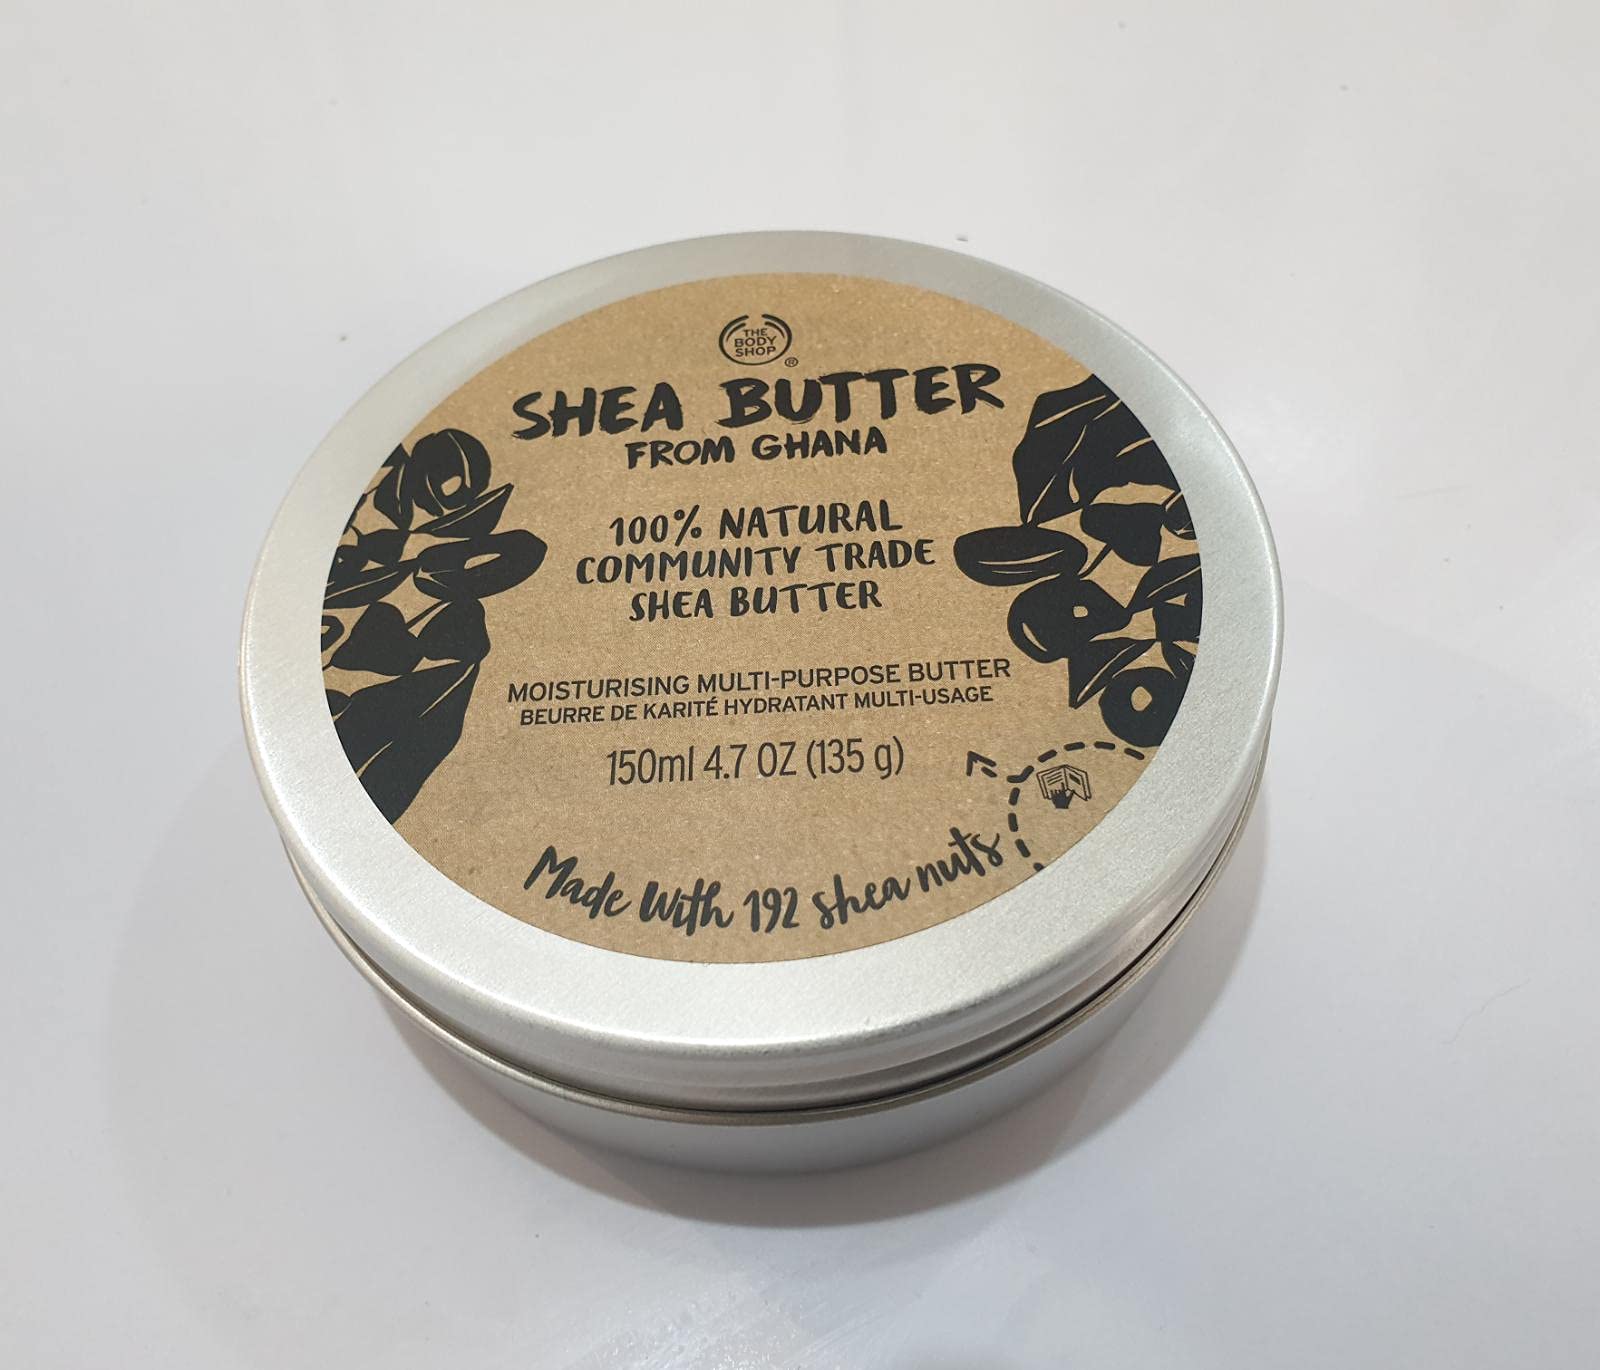 THE
BODY
SHOP
®
SHEA BUTTER
FROM GHANA
100% NATURAL
COMMUNITY TRADE
SHEA BUTTER
MOISTURISING MULTI-PURPOSE BUTTER
BEURRE DE KARITÉ HYDRATANT MULTI-USAGE
150ml 4.7 OZ (135 g)
Made With 192 shea nuts